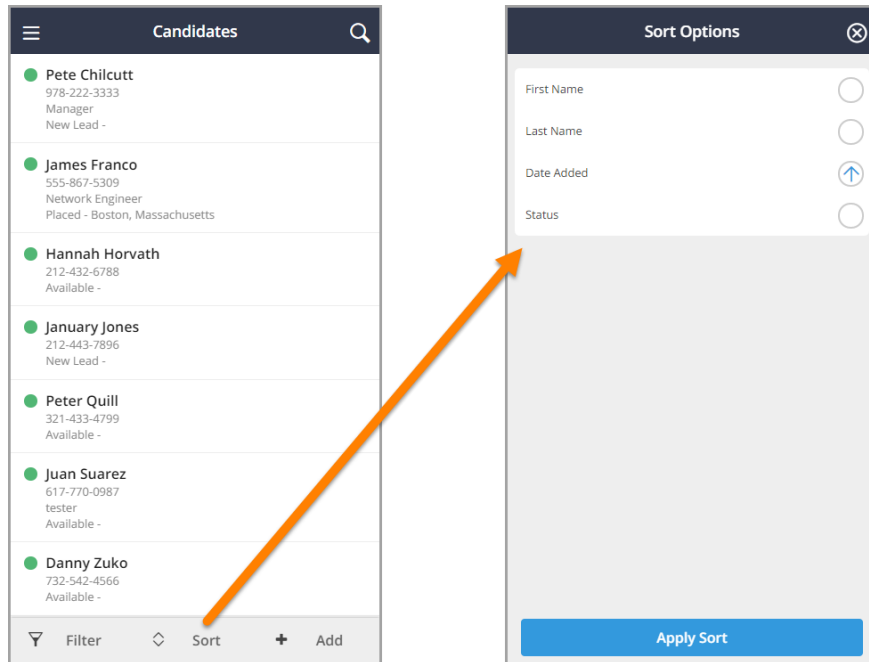 Candidates
Pete Chilcutt
978-222-3333
Manager
New Lead -
James Franco
555-867-5309
Network Engineer
Placed - Boston, Massachusetts
Hannah Horvath
212-432-6788
Available -
January Jones
212-443-7896
New Lead -
Peter Quill
321-433-4799
Available -
Juan Suarez
617-770-0987
tester
Available -
Danny Zuko
732-542-4566
Available -
Filter Sort Add
Sort Options
First Name
Last Name
Date Added
Status
Apply Sort